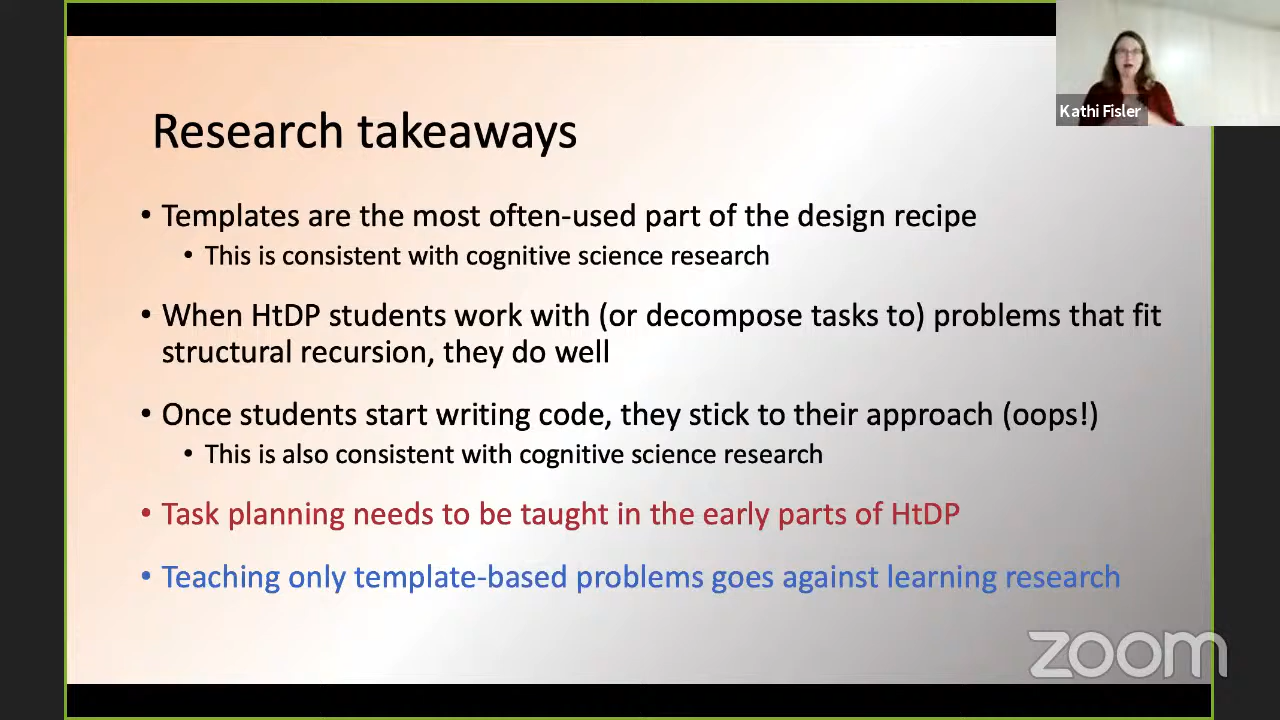 Kathi Fisler
Research takeaways
• Templates are the most often-used part of the design recipe
• This is consistent with cognitive science research
• When HtDP students work with (or decompose tasks to) problems that fit
structural recursion, they do well
• Once students start writing code, they stick to their approach (oops!)
• This is also consistent with cognitive science research
• Task planning needs to be taught in the early parts of HtDP
• Teaching only template-based problems goes against learning research
zoom